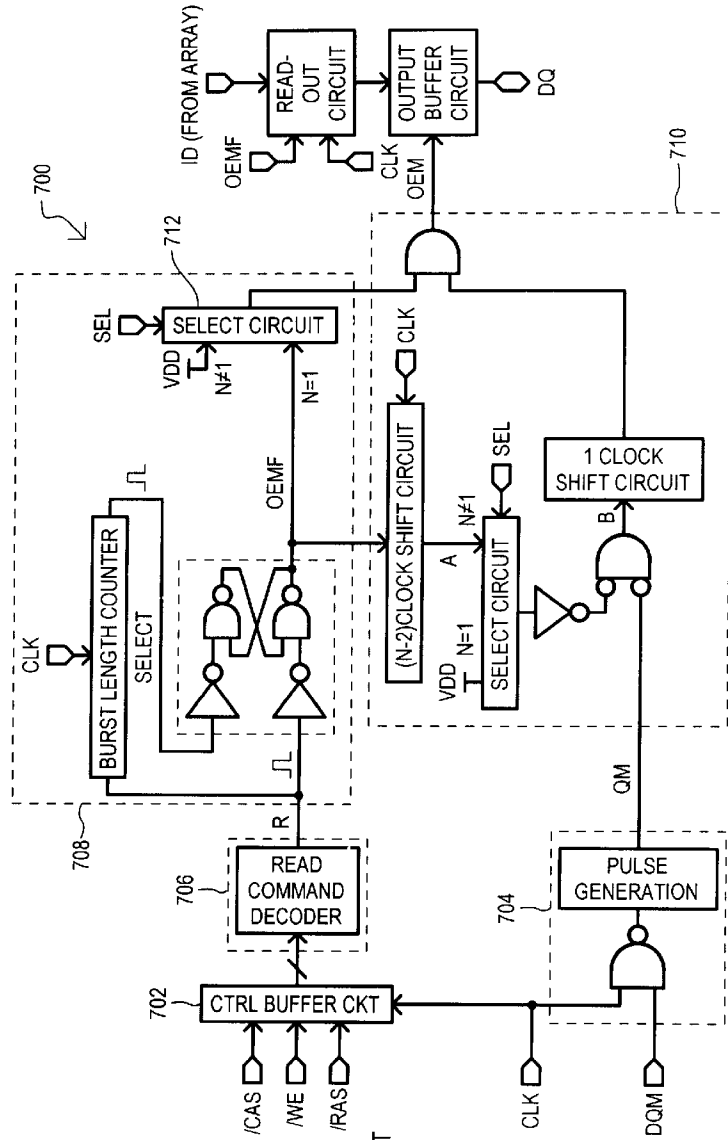 700
708
CLK
BURST LENGTH COUNTER
SELECT
SEL
712
VDD
N≠1
SELECT CIRCUIT
N=1
OEMF
ID (FROM ARRAY)
OEMF
READ-
OUT
CIRCUIT
CLK
OEM
OUTPUT
BUFFER
CIRCUIT
DQ
706
READ
COMMAND
DECODER
R
702
CTRL BUFFER CKT
/CAS
/WE
/RAS
T
710
CLK
(N-2)CLOCK SHIFT CIRCUIT
A
N≠1
VDD
N=1
SELECT CIRCUIT
SEL
1 CLOCK
SHIFT CIRCUIT
B
QM
704
PULSE
GENERATION
CLK
DQM